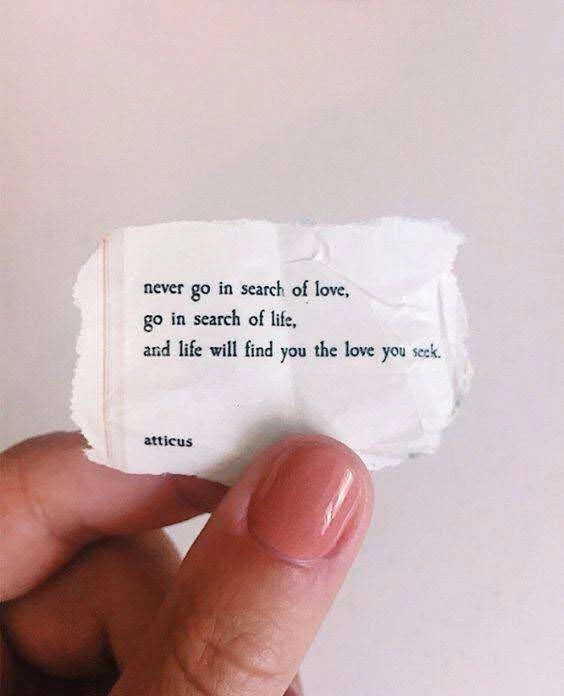 never go in search of love,
go in search of life,
and life will find you the love you seek.
atticus